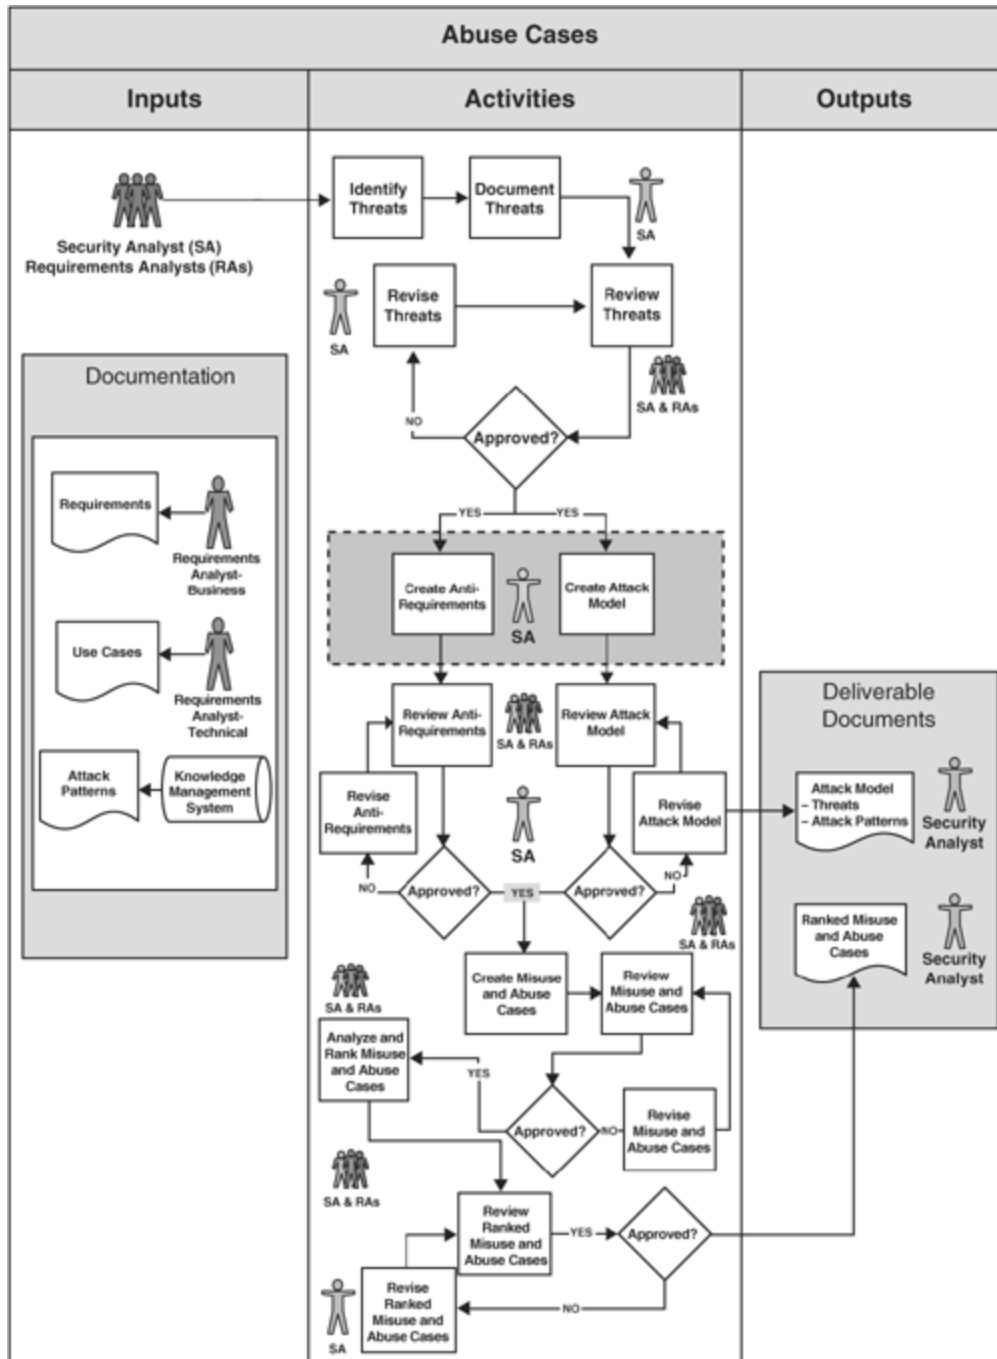 Abuse Cases
Inputs
Activities
Outputs
Security Analyst (SA)
Requirements Analysts (RAs)
Identify
Threats
Document
Threats
SA
Revise
Threats
SA
Review
Threats
SA & RAs
NO
Approved?
YES
YES
Documentation
Requirements
Requirements
Analyst-
Business
Use Cases
Requirements
Analyst-
Technical
Attack
Patterns
Knowledge
Management
System
Create Anti-
Requirements
SA
Create Attack
Model
Review Anti-
Requirements
SA & RAs
Review Attack
Model
Revise
Anti-
Requirements
SA
Revise
Attack Model
NO
Approved?
YES
Approved?
NO
SA & RAs
Create Misuse
and Abuse
Cases
Review
Misuse and
Abuse Cases
SA & RAs
Analyze and
Rank Misuse
and Abuse
Cases
YES
Approved?
NO
Revise
Misuse and
Abuse Cases
SA & RAs
Review
Ranked
Misuse and
Abuse Cases
YES
Approved?
Revise
Ranked
Misuse and
Abuse Cases
NO
SA
Deliverable
Documents
Attack Model
– Threats
– Attack Patterns
Security
Analyst
Ranked Misuse
and Abuse
Cases
Security
Analyst